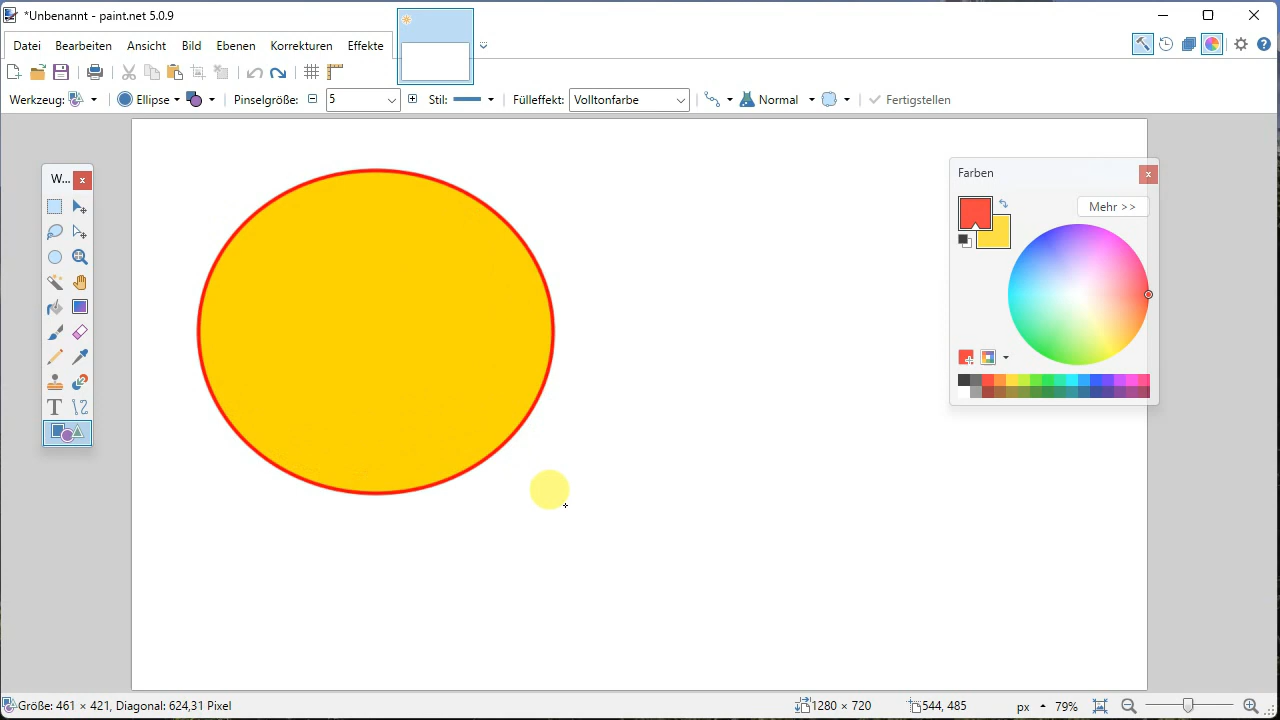 *Unbenannt - paint.net 5.0.9
Datei Bearbeiten Ansicht Bild Ebenen Korrekturen Effekte
Werkzeug: Ellipse Pinselgröße: 5 Stil: Fülleffekt: Volltonfarbe Normal Fertigstellen
W...
Farben
Mehr >>
Größe: 461 × 421, Diagonal: 624,31 Pixel 1280 × 720 544, 485 px 79%